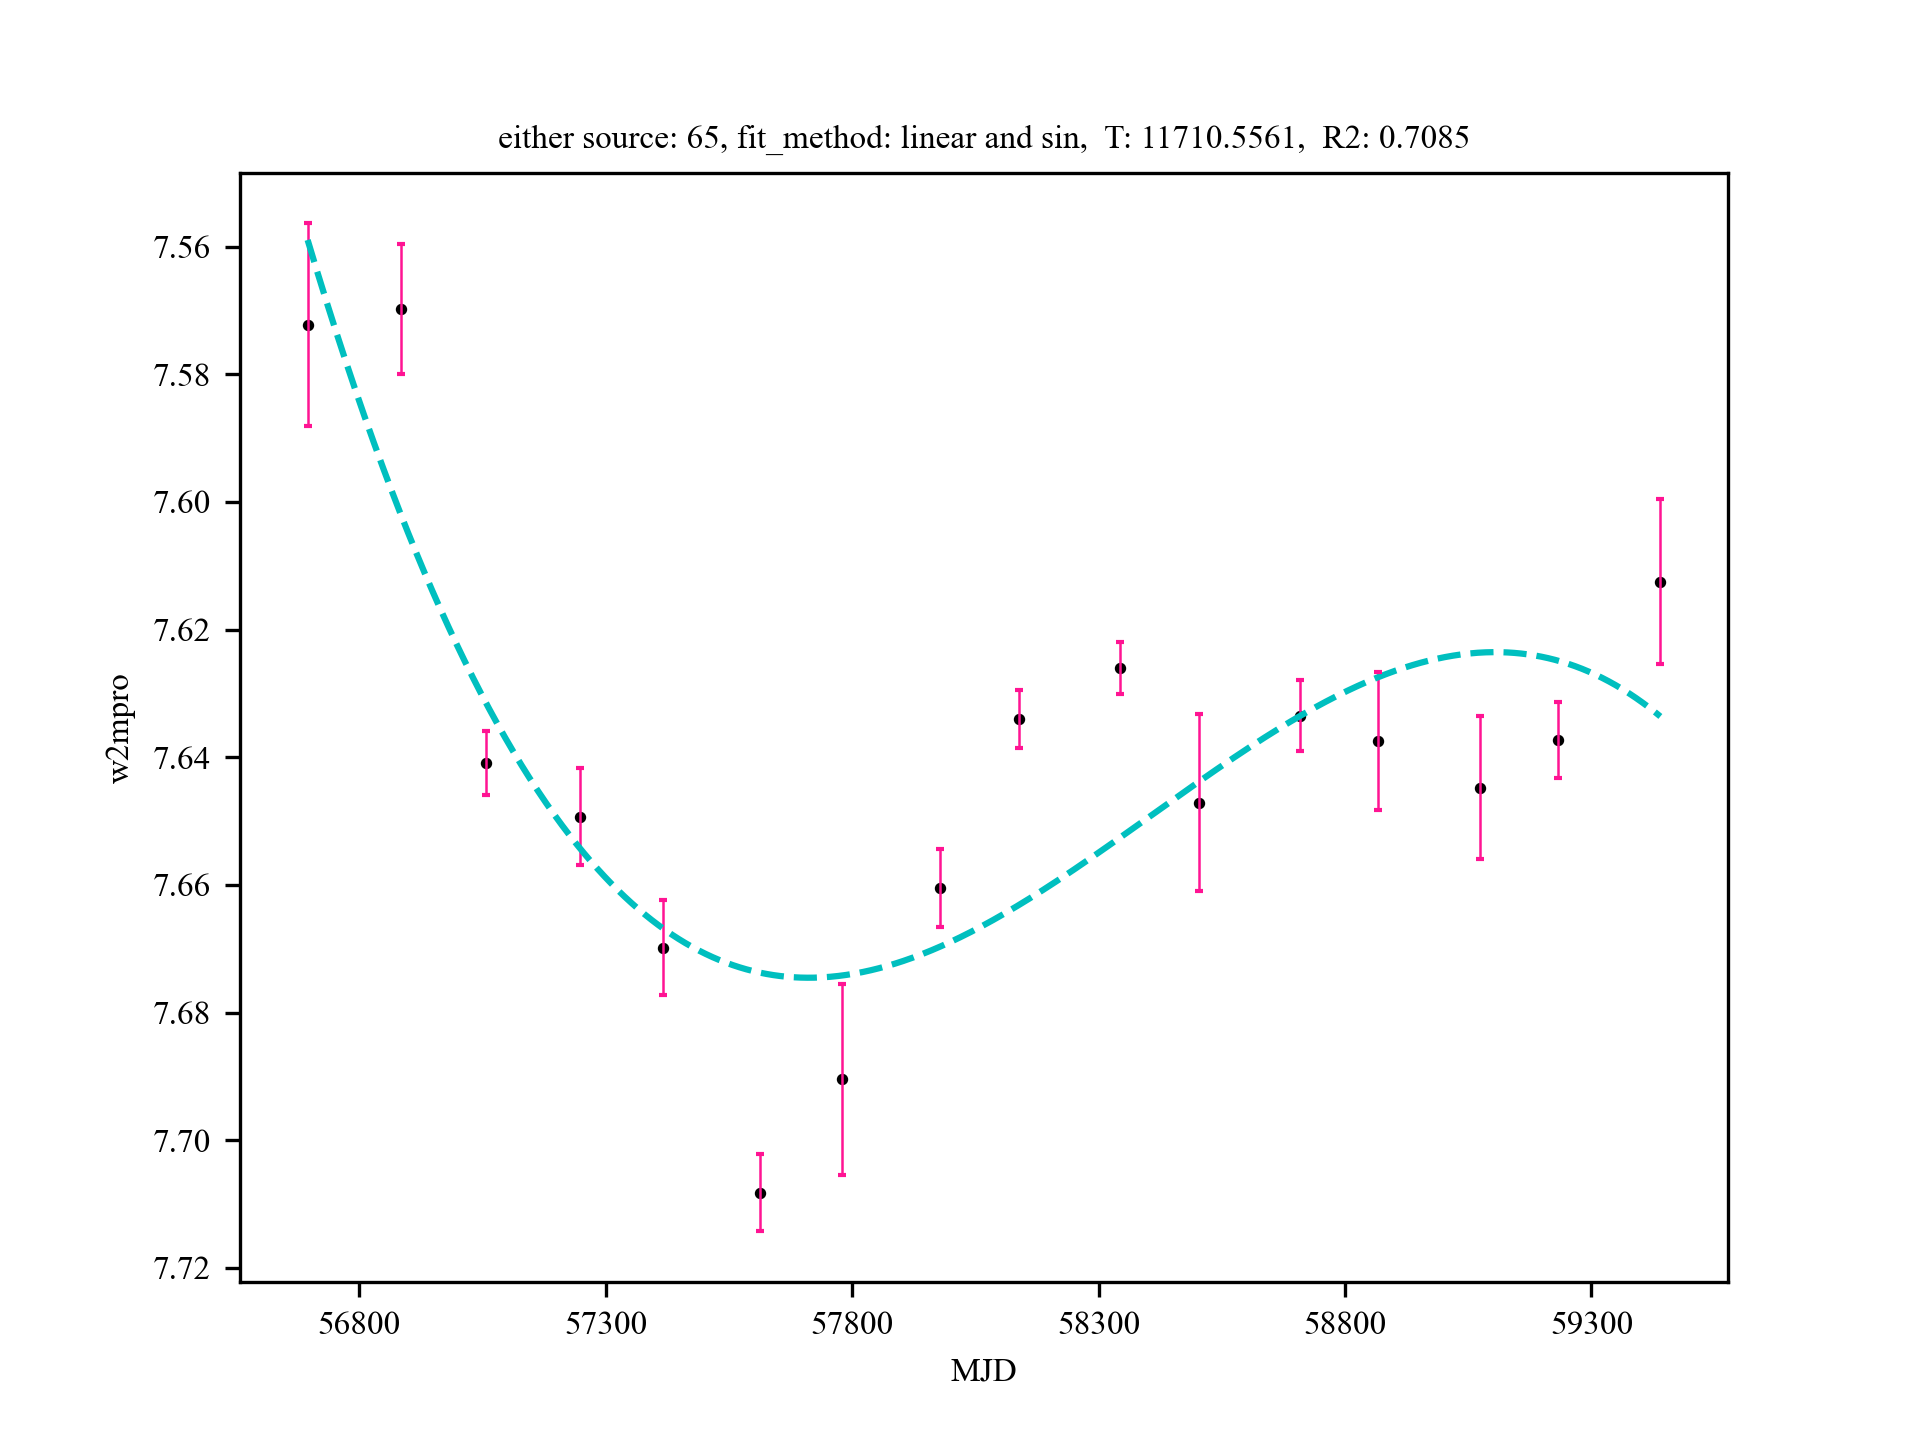 either source: 65, fit_method: linear and sin,  T: 11710.5561,  R2: 0.7085
7.56
7.58
7.60
7.62
7.64
7.66
7.68
7.70
7.72
w2mpro
56800 57300 57800 58300 58800 59300
MJD